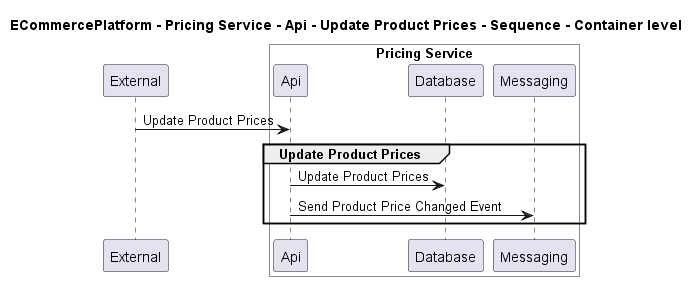 ECommercePlatform - Pricing Service - Api - Update Product Prices - Sequence - Container level
Pricing Service
External Api Database Messaging
Update Product Prices
Update Product Prices
Update Product Prices
Send Product Price Changed Event
External Api Database Messaging